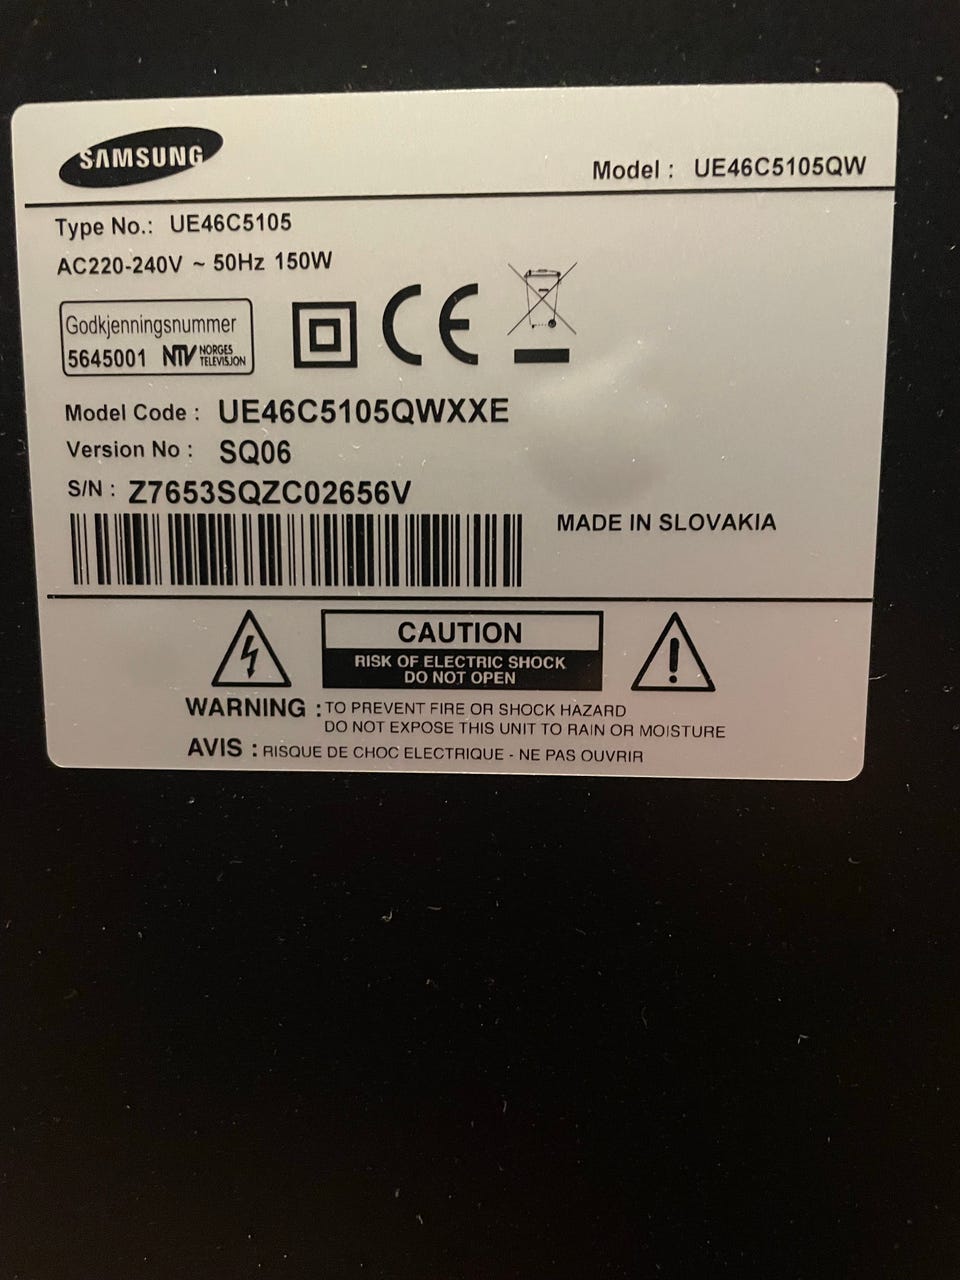 SAMSUNG
Model : UE46C5105QW
Type No.: UE46C5105
AC220-240V ~ 50Hz 150W
Godkjenningsnummer
5645001 NTV NORGES TELEVISJON
CE
Model Code : UE46C5105QWXXE
Version No : SQ06
S/N : Z7653SQZC02656V
MADE IN SLOVAKIA
CAUTION
RISK OF ELECTRIC SHOCK
DO NOT OPEN
WARNING : TO PREVENT FIRE OR SHOCK HAZARD
DO NOT EXPOSE THIS UNIT TO RAIN OR MOISTURE
AVIS : RISQUE DE CHOC ELECTRIQUE - NE PAS OUVRIR